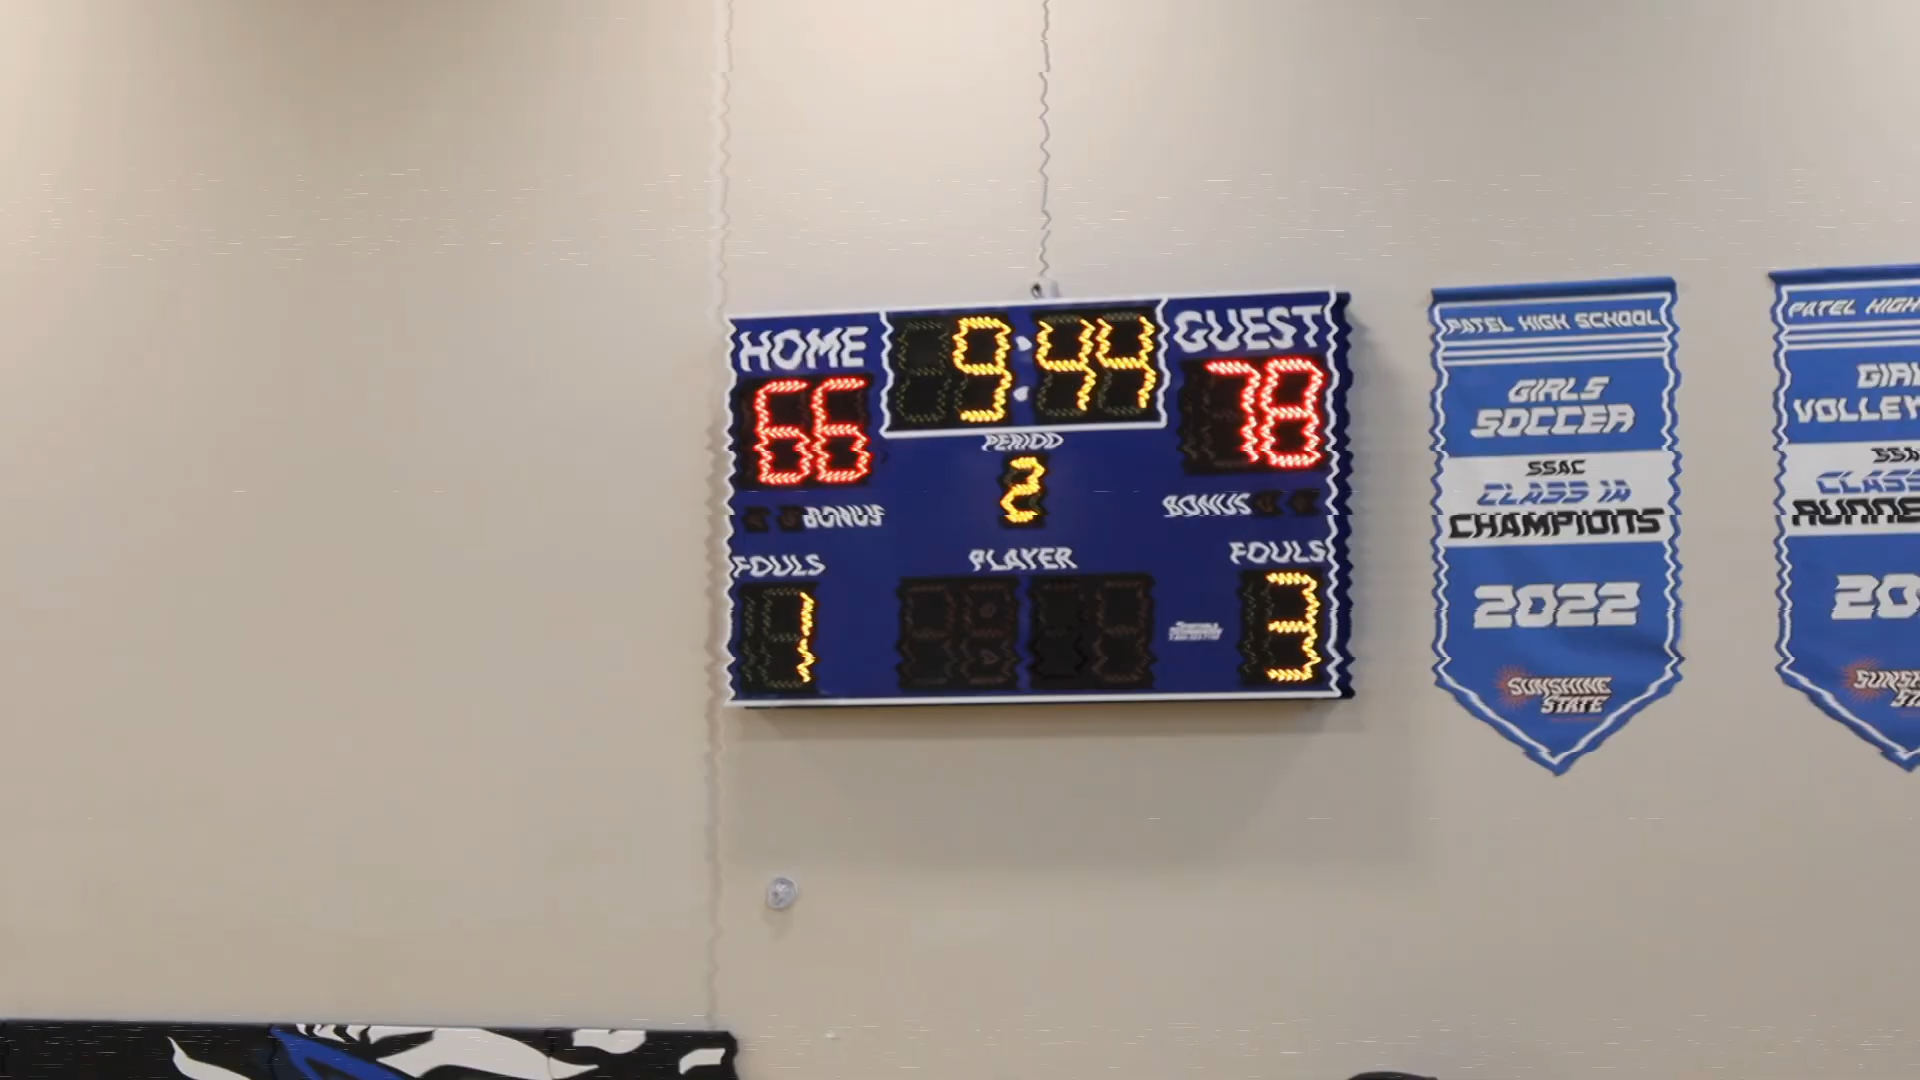 HOME
9:44
GUEST
66
78
PERIOD
2
BONUS
BONUS
FOULS
PLAYER
FOULS
1
3
PATEL HIGH SCHOOL
GIRLS
SOCCER
SSAC
CLASS 1A
CHAMPIONS
2022
SUNSHINE
STATE
PATEL HIGH